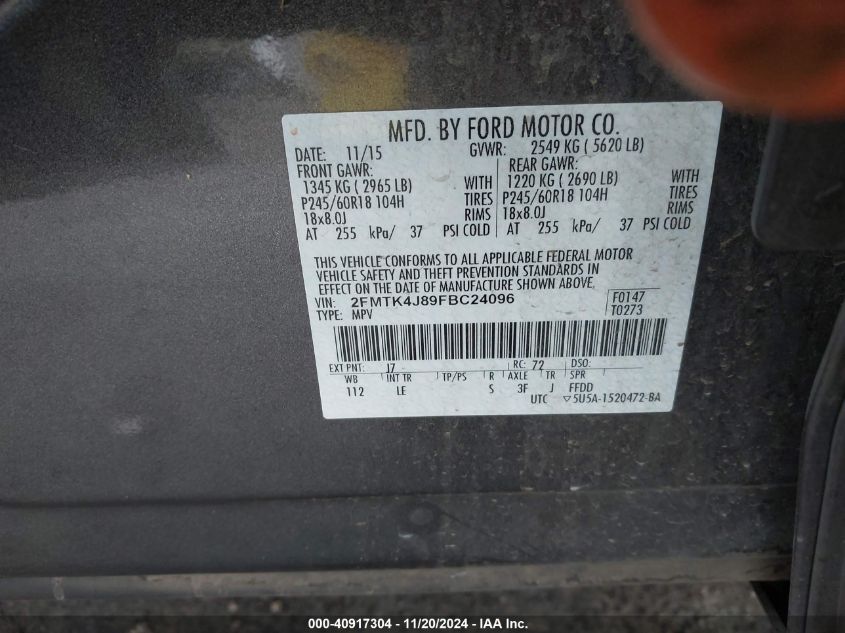 MFD. BY FORD MOTOR CO.
DATE: 11/15 GVWR: 2549 KG ( 5620 LB)
FRONT GAWR: REAR GAWR:
1345 KG ( 2965 LB) WITH 1220 KG ( 2690 LB) WITH
P245/60R18 104H TIRES P245/60R18 104H TIRES
18x8.0J RIMS 18x8.0J RIMS
AT 255 kPa/ 37 PSI COLD AT 255 kPa/ 37 PSI COLD
THIS VEHICLE CONFORMS TO ALL APPLICABLE FEDERAL MOTOR
VEHICLE SAFETY AND THEFT PREVENTION STANDARDS IN
EFFECT ON THE DATE OF MANUFACTURE SHOWN ABOVE.
VIN: 2FMTK4J89FBC24096 F0147
TYPE: MPV T0273
EXT PNT: J7 RC: 72 DSO:
WB INT TR TP/PS R AXLE TR SPR
112 LE S 3F J FFDD
UTC ▽5U5A-1520472-BA
000-40917304 - 11/20/2024 - IAA Inc.